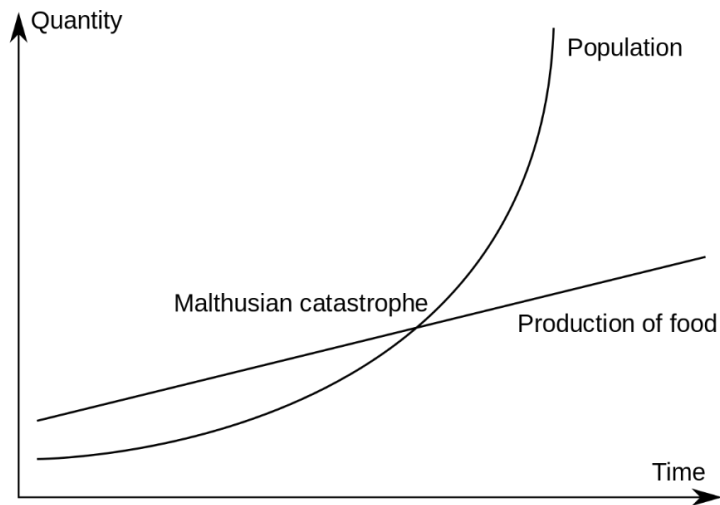 Quantity
Population
Malthusian catastrophe
Production of food
Time